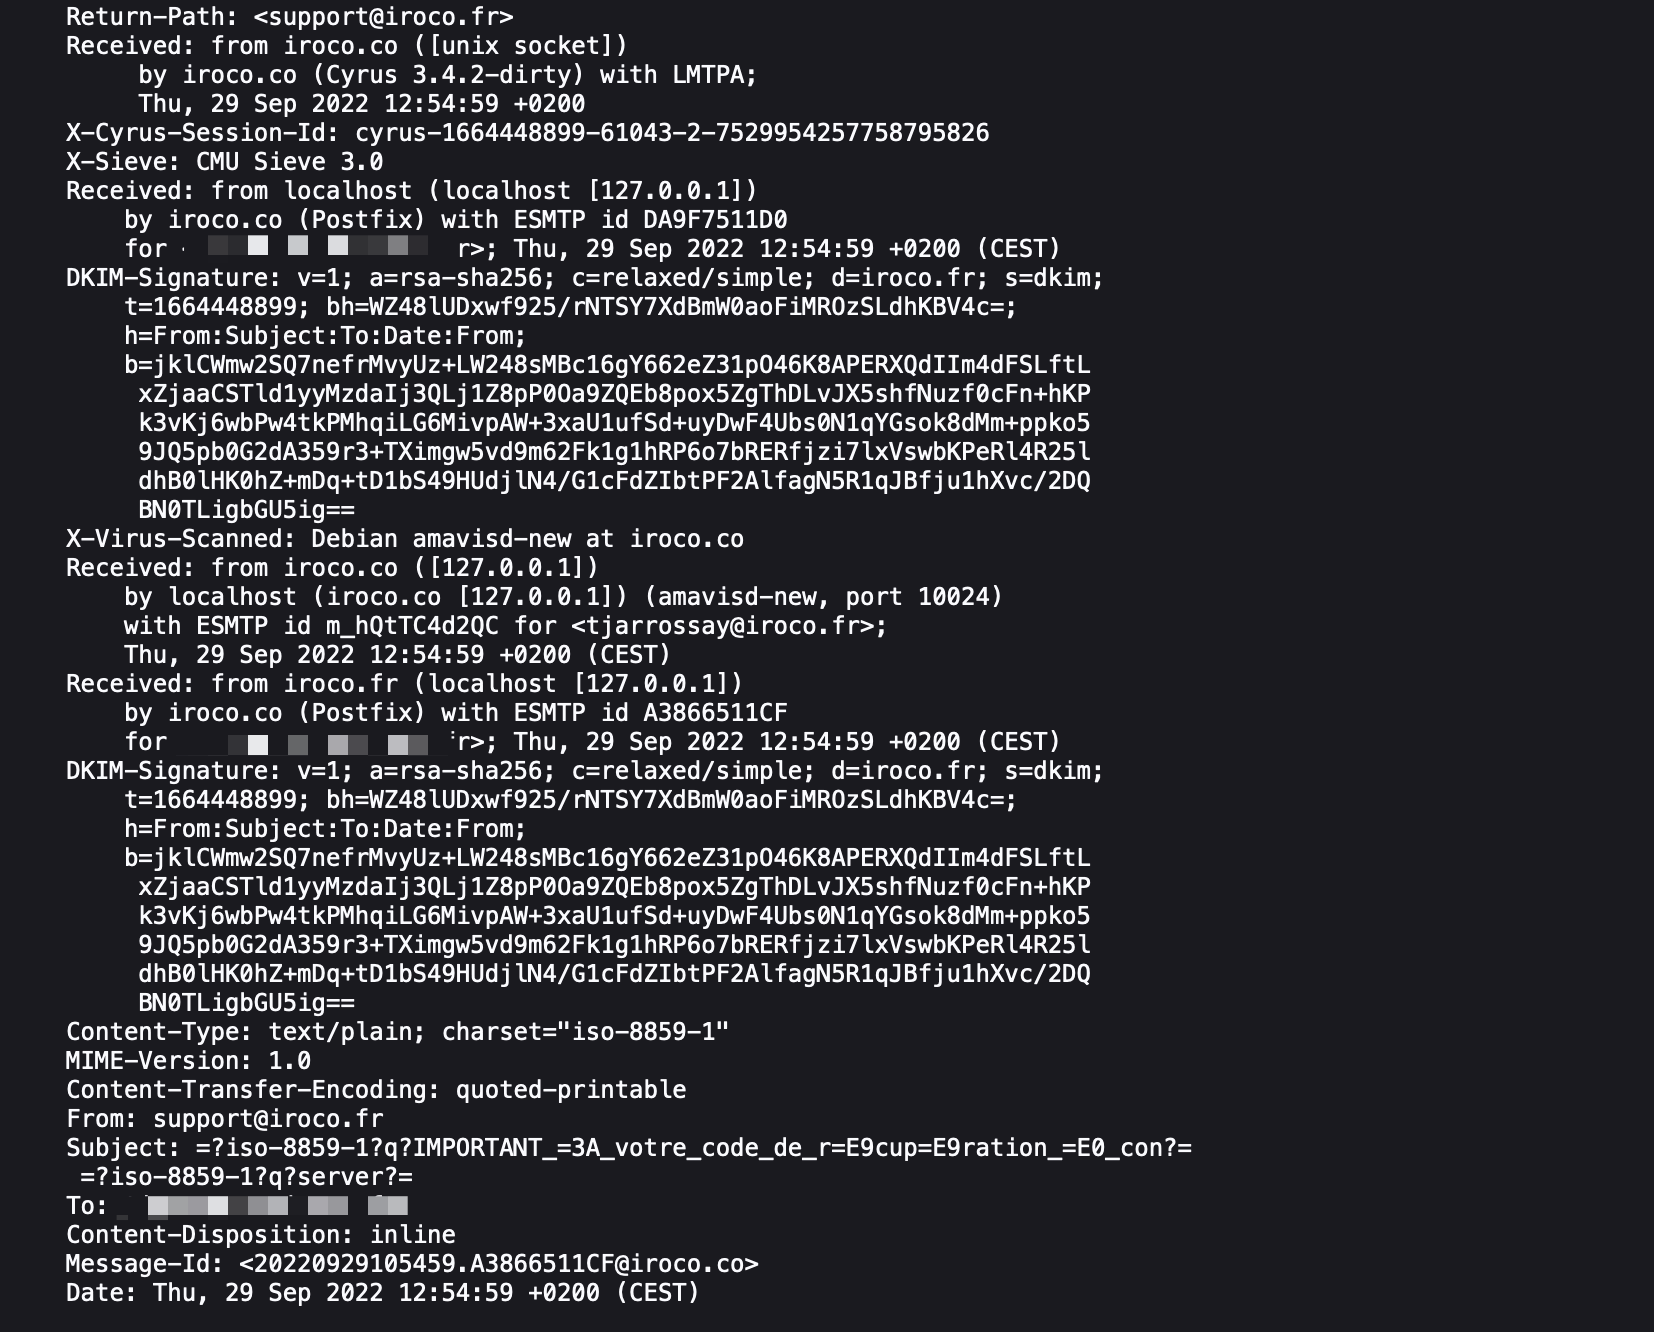 Return-Path: <support@iroco.fr>
Received: from iroco.co ([unix socket])
by iroco.co (Cyrus 3.4.2-dirty) with LMTPA;
Thu, 29 Sep 2022 12:54:59 +0200
X-Cyrus-Session-Id: cyrus-1664448899-61043-2-7529954257758795826
X-Sieve: CMU Sieve 3.0
Received: from localhost (localhost [127.0.0.1])
by iroco.co (Postfix) with ESMTP id DA9F7511D0
for r>; Thu, 29 Sep 2022 12:54:59 +0200 (CEST)
DKIM-Signature: v=1; a=rsa-sha256; c=relaxed/simple; d=iroco.fr; s=dkim;
t=1664448899; bh=WZ48lUDxwf925/rNTSY7XdBmW0aoFiMROzSLdhKBV4c=;
h=From:Subject:To:Date:From;
b=jklCWmw2SQ7nefrMvyUz+LW248sMBc16gY662eZ31pO46K8APERXQdIIm4dFSLftL
xZjaaCSTld1yyMzdaIj3QLj1Z8pP0Oa9ZQEb8pox5ZgThDLvJX5shfNuzf0cFn+hKP
k3vKj6wbPw4tkPMhqiLG6MivpAW+3xaU1ufSd+uyDwF4Ubs0N1qYGsok8dMm+ppko5
9JQ5pb0G2dA359r3+TXimgw5vd9m62Fk1g1hRP6o7bRERfjzi7lxVswbKPeRl4R25l
dhB0lHK0hZ+mDq+tD1bS49HUdjlN4/G1cFdZIbtPF2AlfagN5R1qJBfju1hXvc/2DQ
BN0TLigbGU5ig==
X-Virus-Scanned: Debian amavisd-new at iroco.co
Received: from iroco.co ([127.0.0.1])
by localhost (iroco.co [127.0.0.1]) (amavisd-new, port 10024)
with ESMTP id m_hQtTC4d2QC for <tjarrossay@iroco.fr>;
Thu, 29 Sep 2022 12:54:59 +0200 (CEST)
Received: from iroco.fr (localhost [127.0.0.1])
by iroco.co (Postfix) with ESMTP id A3866511CF
for r>; Thu, 29 Sep 2022 12:54:59 +0200 (CEST)
DKIM-Signature: v=1; a=rsa-sha256; c=relaxed/simple; d=iroco.fr; s=dkim;
t=1664448899; bh=WZ48lUDxwf925/rNTSY7XdBmW0aoFiMROzSLdhKBV4c=;
h=From:Subject:To:Date:From;
b=jklCWmw2SQ7nefrMvyUz+LW248sMBc16gY662eZ31pO46K8APERXQdIIm4dFSLftL
xZjaaCSTld1yyMzdaIj3QLj1Z8pP0Oa9ZQEb8pox5ZgThDLvJX5shfNuzf0cFn+hKP
k3vKj6wbPw4tkPMhqiLG6MivpAW+3xaU1ufSd+uyDwF4Ubs0N1qYGsok8dMm+ppko5
9JQ5pb0G2dA359r3+TXimgw5vd9m62Fk1g1hRP6o7bRERfjzi7lxVswbKPeRl4R25l
dhB0lHK0hZ+mDq+tD1bS49HUdjlN4/G1cFdZIbtPF2AlfagN5R1qJBfju1hXvc/2DQ
BN0TLigbGU5ig==
Content-Type: text/plain; charset="iso-8859-1"
MIME-Version: 1.0
Content-Transfer-Encoding: quoted-printable
From: support@iroco.fr
Subject: =?iso-8859-1?q?IMPORTANT_=3A_votre_code_de_r=E9cup=E9ration_=E0_con?=
=?iso-8859-1?q?server?=
To:
Content-Disposition: inline
Message-Id: <20220929105459.A3866511CF@iroco.co>
Date: Thu, 29 Sep 2022 12:54:59 +0200 (CEST)